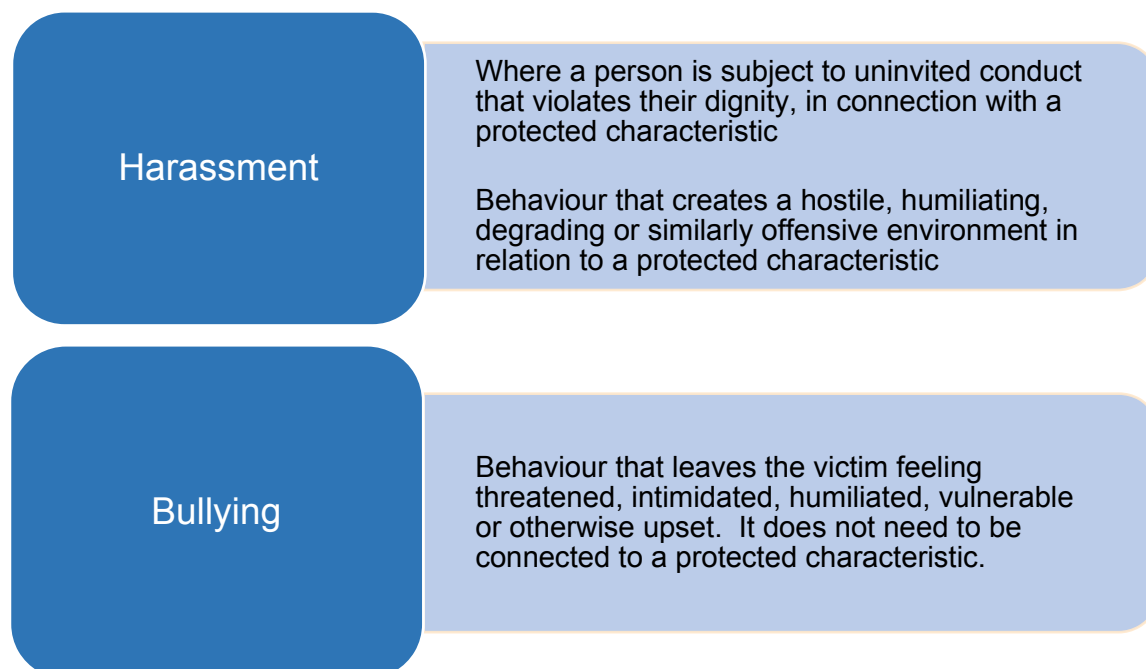 Harassment
Where a person is subject to uninvited conduct
that violates their dignity, in connection with a
protected characteristic
Behaviour that creates a hostile, humiliating,
degrading or similarly offensive environment in
relation to a protected characteristic
Bullying
Behaviour that leaves the victim feeling
threatened, intimidated, humiliated, vulnerable
or otherwise upset.  It does not need to be
connected to a protected characteristic.